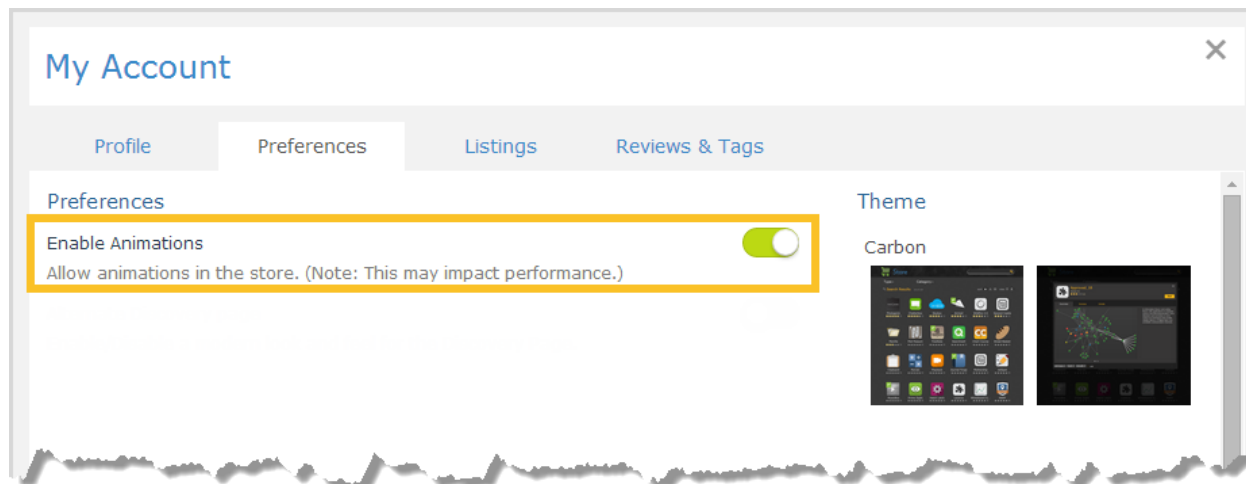 My Account
Profile Preferences Listings Reviews & Tags
Preferences
Enable Animations
Allow animations in the store. (Note: This may impact performance.)
Theme
Carbon